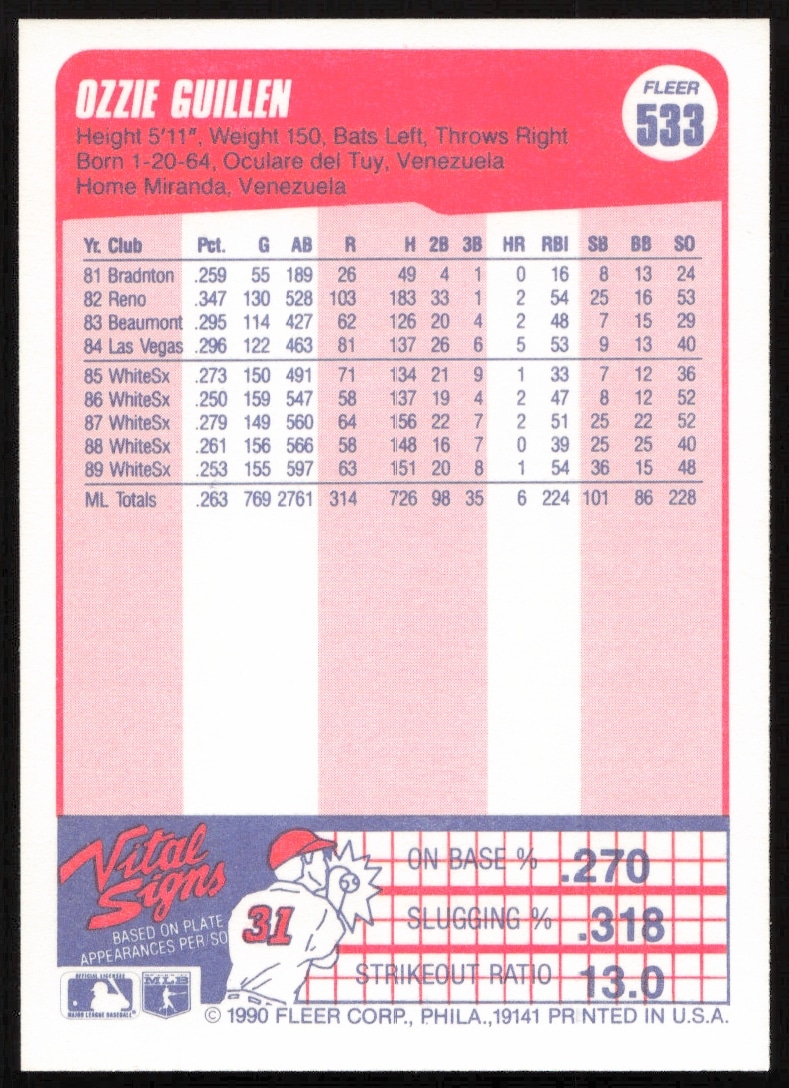 OZZIE GUILLEN
FLEER
533
Height 5'11", Weight 150, Bats Left, Throws Right
Born 1-20-64, Oculare del Tuy, Venezuela
Home Miranda, Venezuela
Yr. Club Pct. G AB R H 2B 3B HR RBI SB BB SO
81 Bradnton .259 55 189 26 49 4 1 0 16 8 13 24
82 Reno .347 130 528 103 183 33 1 2 54 25 16 53
83 Beaumont .295 114 427 62 126 20 4 2 48 7 15 29
84 Las Vegas .296 122 463 81 137 26 6 5 53 9 13 40
85 WhiteSx .273 150 491 71 134 21 9 1 33 7 12 36
86 WhiteSx .250 159 547 58 137 19 4 2 47 8 12 52
87 WhiteSx .279 149 560 64 156 22 7 2 51 25 22 52
88 WhiteSx .261 156 566 58 148 16 7 0 39 25 25 40
89 WhiteSx .253 155 597 63 151 20 8 1 54 36 15 48
ML Totals .263 769 2761 314 726 98 35 6 224 101 86 228
Vital
Signs
BASED ON PLATE
APPEARANCES PER/SO
31
ON BASE % .270
SLUGGING % .318
STRIKEOUT RATIO 13.0
OFFICIAL LICENSEE
MAJOR LEAGUE BASEBALL
MLB
© 1990 FLEER CORP., PHILA.,19141 PRINTED IN U.S.A.